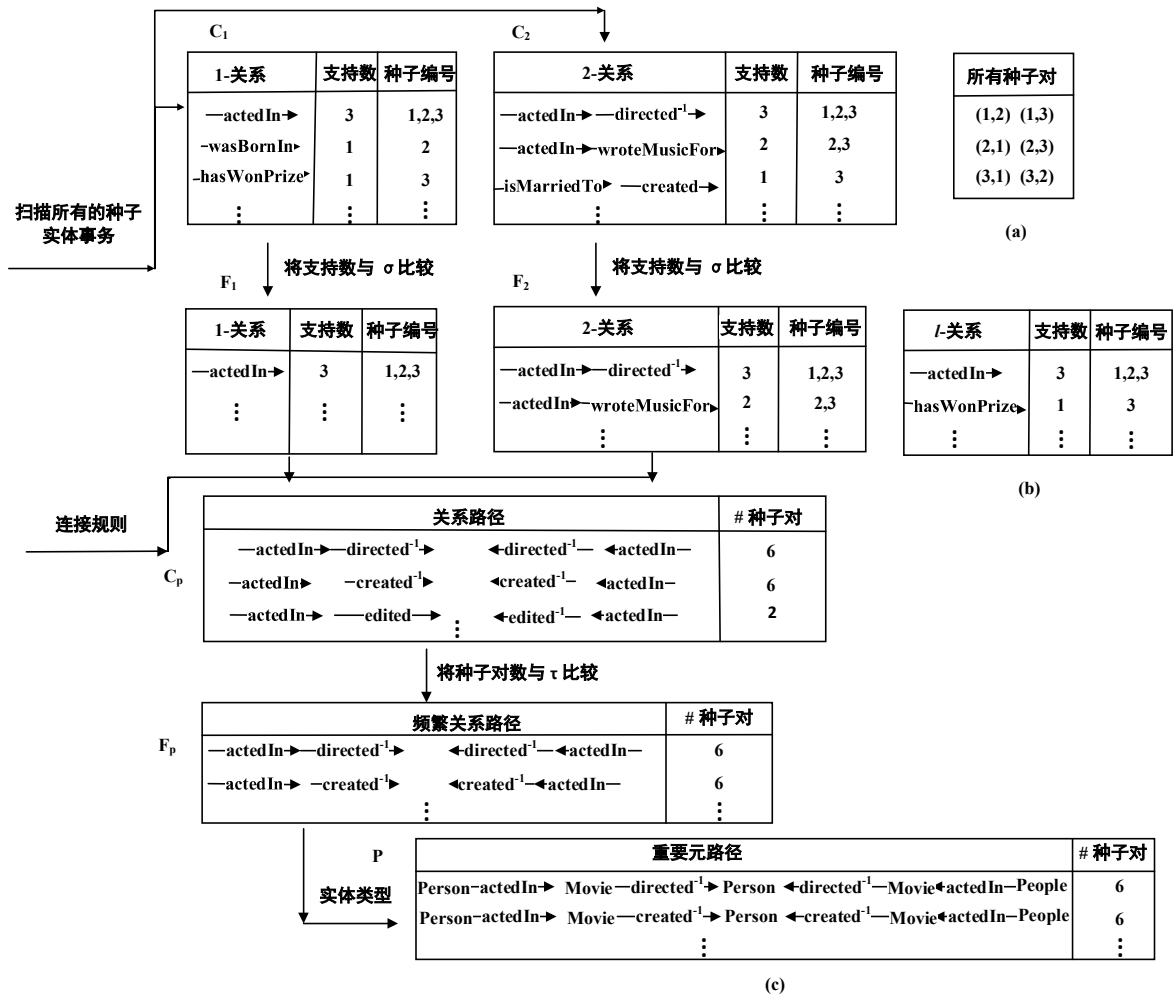 C1
C2
1-关系 支持数 种子编号
actedIn 3 1,2,3
wasBornIn 1 2
hasWonPrize 1 3
⋮ ⋮ ⋮
2-关系 支持数 种子编号
actedIn directed-1 3 1,2,3
actedIn wroteMusicFor 2 2,3
isMarriedTo created 1 3
⋮ ⋮ ⋮
所有种子对
(1,2) (1,3)
(2,1) (2,3)
(3,1) (3,2)
(a)
扫描所有的种子
实体事务
将支持数与 σ 比较
将支持数与 σ 比较
F1
F2
1-关系 支持数 种子编号
actedIn 3 1,2,3
⋮ ⋮ ⋮
2-关系 支持数 种子编号
actedIn directed-1 3 1,2,3
actedIn wroteMusicFor 2 2,3
⋮ ⋮ ⋮
l-关系 支持数 种子编号
actedIn 3 1,2,3
hasWonPrize 1 3
⋮ ⋮ ⋮
(b)
连接规则
Cp
关系路径 # 种子对
actedIn directed-1 directed-1 actedIn 6
actedIn created-1 created-1 actedIn 6
actedIn edited edited-1 actedIn 2
⋮
将种子对数与 τ 比较
Fp
频繁关系路径 # 种子对
actedIn directed-1 directed-1 actedIn 6
actedIn created-1 created-1 actedIn 6
⋮ ⋮
P
实体类型
重要元路径 # 种子对
Person actedIn Movie directed-1 Person directed-1 Movie actedIn People 6
Person actedIn Movie created-1 Person created-1 Movie actedIn People 6
⋮ ⋮
(c)